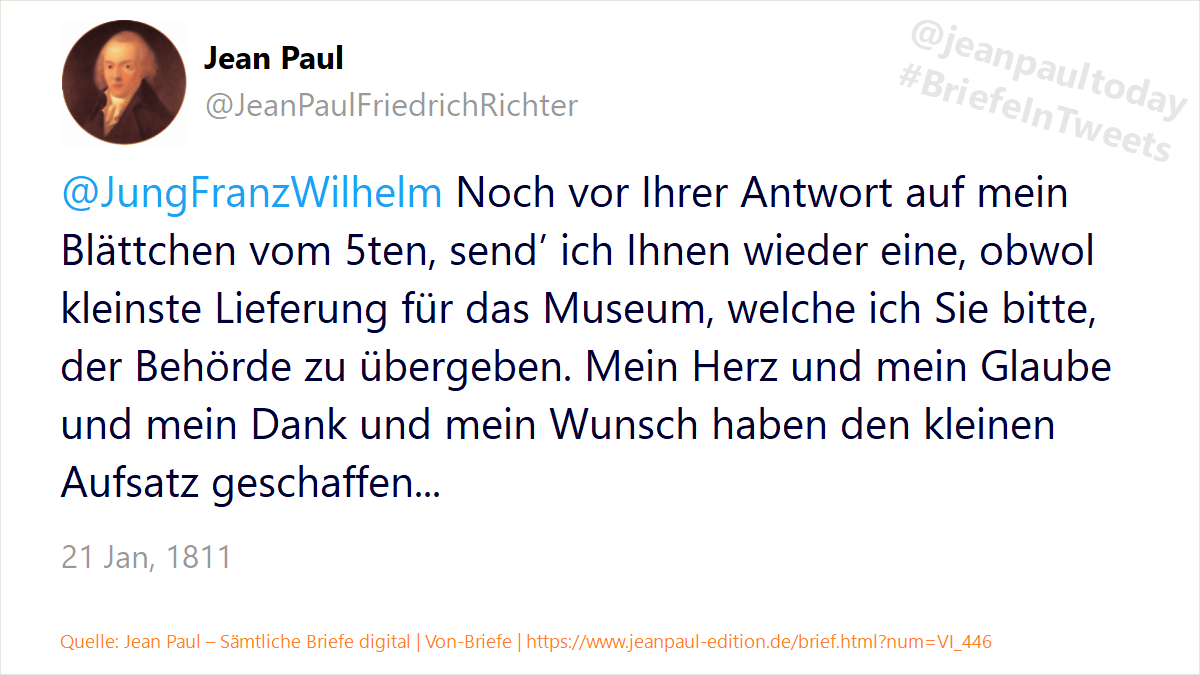 Jean Paul
@JeanPaulFriedrichRichter
@jeanpaultoday
#BriefeInTweets
@JungFranzWilhelm Noch vor Ihrer Antwort auf mein
Blättchen vom 5ten, send’ ich Ihnen wieder eine, obwol
kleinste Lieferung für das Museum, welche ich Sie bitte,
der Behörde zu übergeben. Mein Herz und mein Glaube
und mein Dank und mein Wunsch haben den kleinen
Aufsatz geschaffen...
21 Jan, 1811
Quelle: Jean Paul – Sämtliche Briefe digital | Von-Briefe | https://www.jeanpaul-edition.de/brief.html?num=VI_446